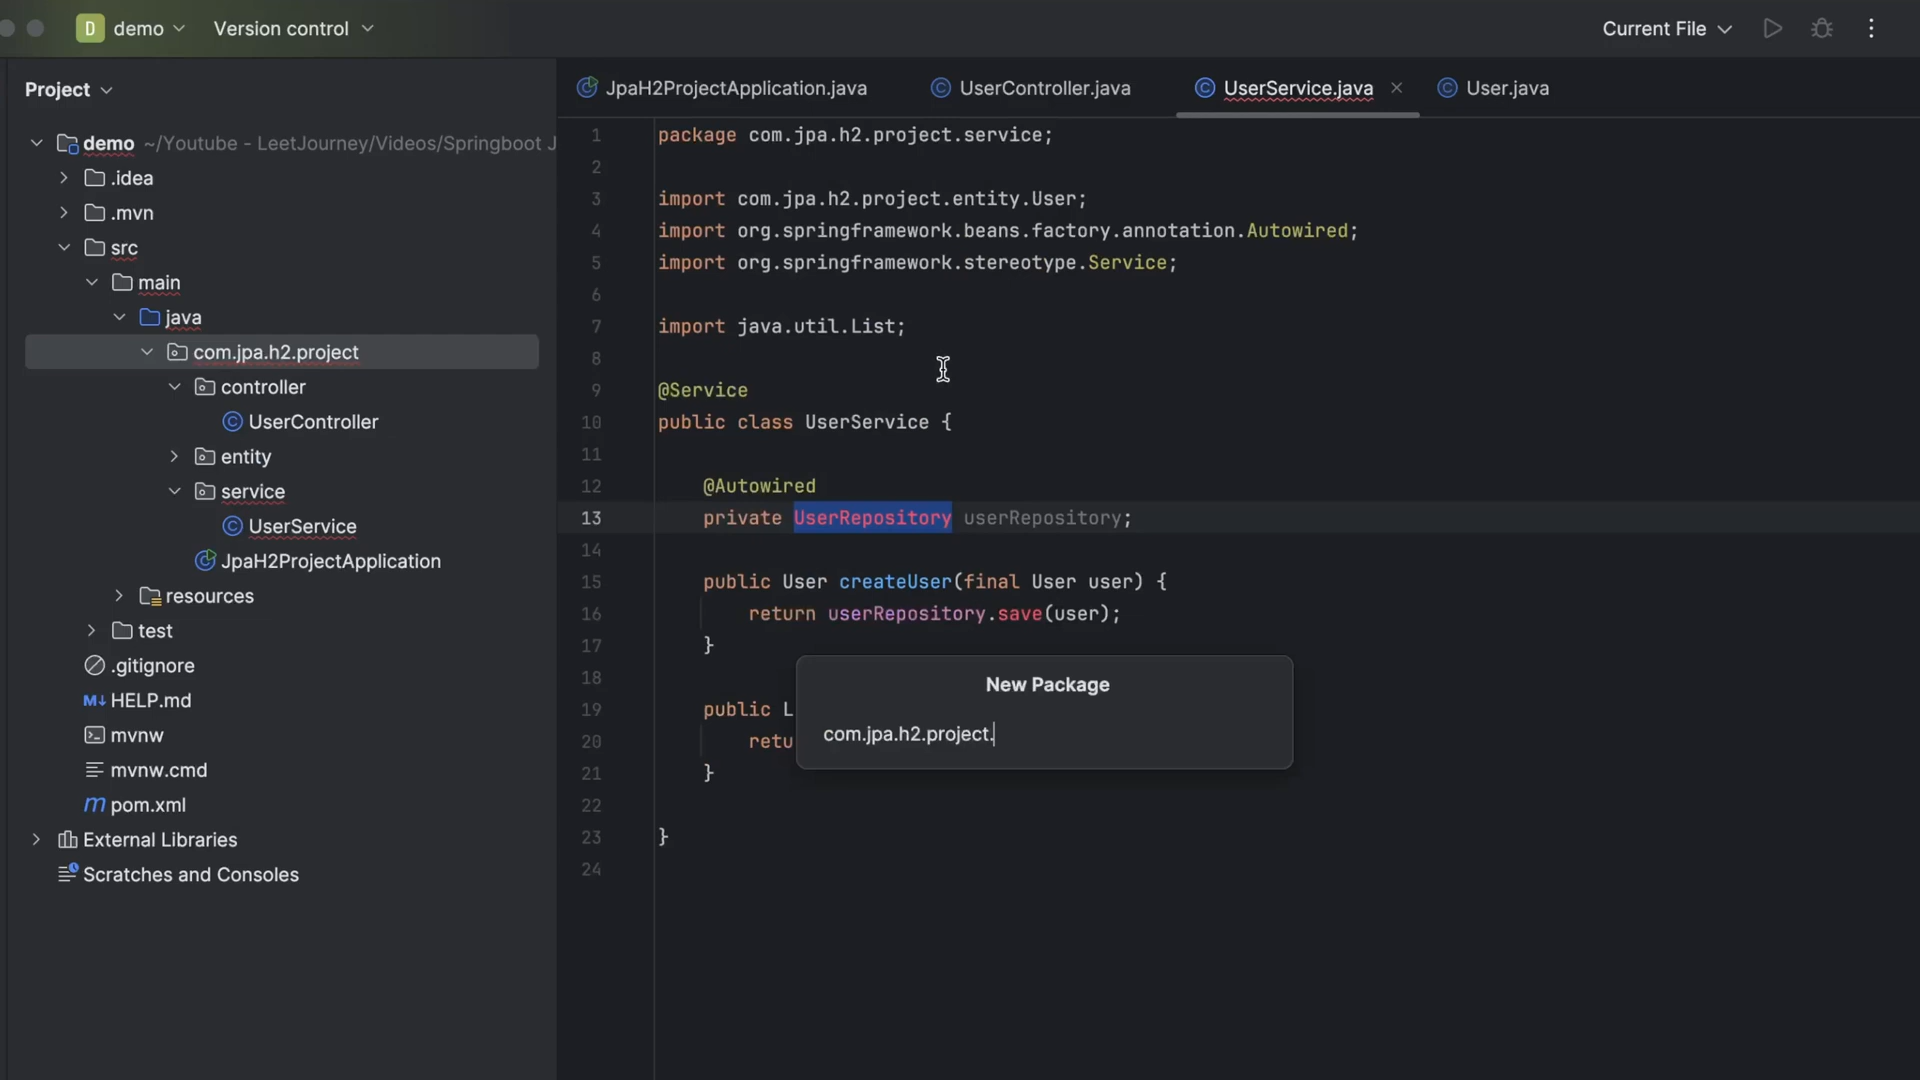 D demo Version control Current File
Project
demo ~/Youtube - LeetJourney/Videos/Springboot J
.idea
.mvn
src
main
java
com.jpa.h2.project
controller
UserController
entity
service
UserService
JpaH2ProjectApplication
resources
test
.gitignore
M↓ HELP.md
mvnw
mvnw.cmd
m pom.xml
External Libraries
Scratches and Consoles
JpaH2ProjectApplication.java UserController.java UserService.java User.java
1 package com.jpa.h2.project.service;
2
3 import com.jpa.h2.project.entity.User;
4 import org.springframework.beans.factory.annotation.Autowired;
5 import org.springframework.stereotype.Service;
6
7 import java.util.List;
8
9 @Service
10 public class UserService {
11
12 @Autowired
13 private UserRepository userRepository;
14
15 public User createUser(final User user) {
16 return userRepository.save(user);
17 }
18
19 public L
20 retu
21 }
22
23 }
24
New Package
com.jpa.h2.project.